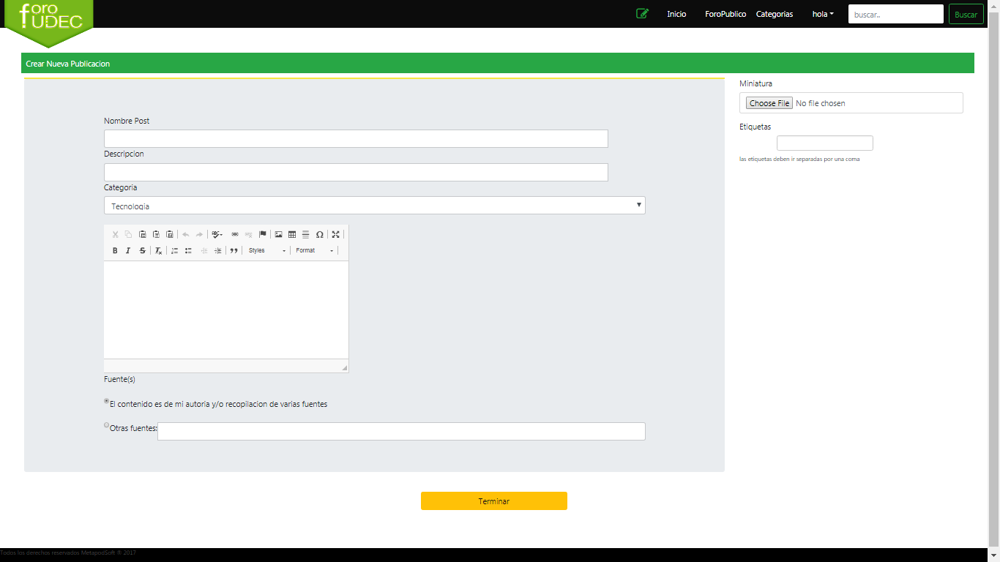 foro
UDEC
Inicio ForoPublico Categorias hola buscar.. Buscar
Crear Nueva Publicacion
Miniatura
Choose File No file chosen
Etiquetas
las etiquetas deben ir separadas por una coma
Nombre Post
Descripcion
Categoria
Tecnologia
ABC
Ω
B I S Tx Styles Format
Fuente(s)
El contenido es de mi autoria y/o recopilacion de varias fuentes
Otras fuentes:
Terminar
Todos los derechos reservados MetapodSoft ® 2017